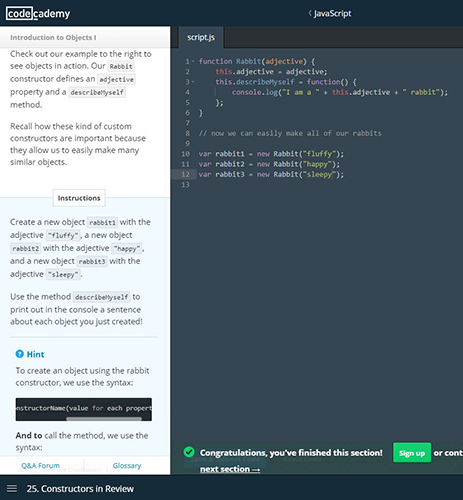 codecademy
< JavaScript
Introduction to Objects I
script.js
Check out our example to the right to
see objects in action. Our Rabbit
constructor defines an adjective
property and a describeMyself
method.
Recall how these kind of custom
constructors are important because
they allow us to easily make many
similar objects.
Instructions
Create a new object rabbit1 with the
adjective "fluffy", a new object
rabbit2 with the adjective "happy",
and a new object rabbit3 with the
adjective "sleepy".
Use the method describeMyself to
print out in the console a sentence
about each object you just created!
Hint
To create an object using the rabbit
constructor, we use the syntax:
nstructorName(value for each propert
And to call the method, we use the
syntax:
Q&A Forum
Glossary
1 function Rabbit(adjective) {
2 this.adjective = adjective;
3 this.describeMyself = function() {
4 console.log("I am a " + this.adjective + " rabbit");
5 };
6 }
7
8 // now we can easily make all of our rabbits
9
10 var rabbit1 = new Rabbit("fluffy");
11 var rabbit2 = new Rabbit("happy");
12 var rabbit3 = new Rabbit("sleepy");
13
Congratulations, you've finished this section!
Sign up or cont
next section →
25. Constructors in Review